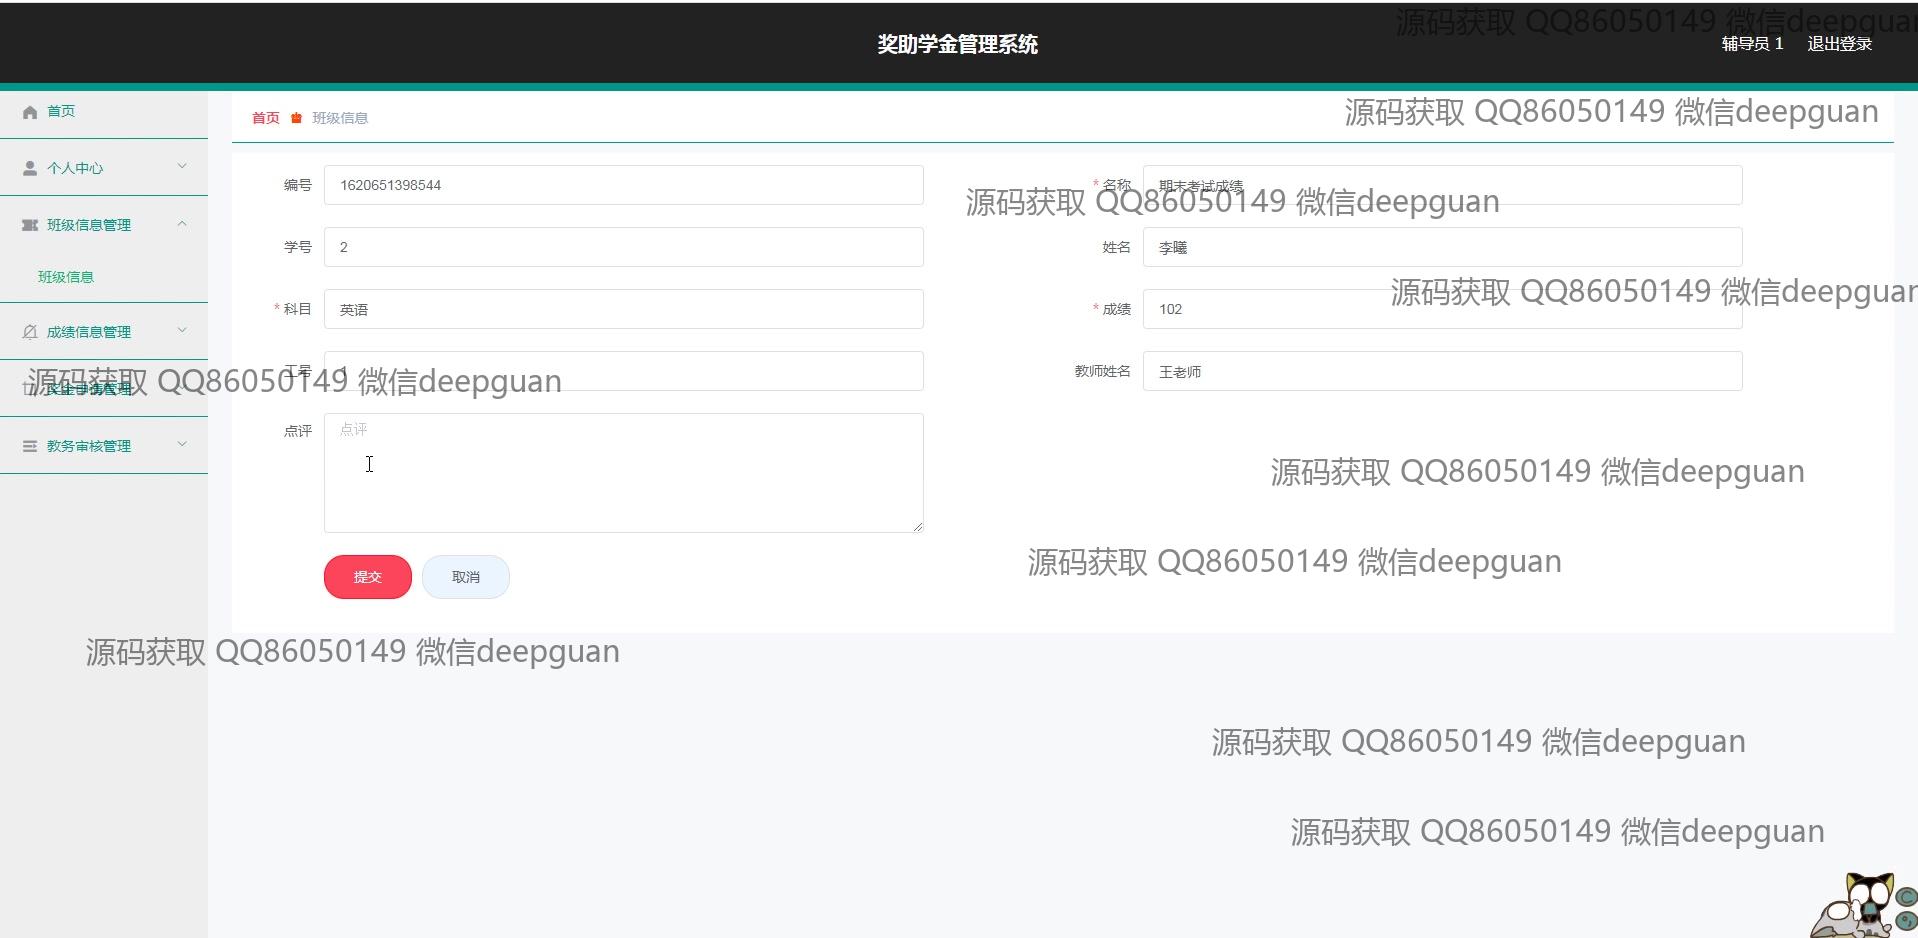 源码获取 QQ86050149 微信deepguan
奖助学金管理系统
辅导员 1 退出登录
首页
首页 班级信息
源码获取 QQ86050149 微信deepguan
个人中心
编号 1620651398544
* 名称 期末考试成绩
源码获取 QQ86050149 微信deepguan
班级信息管理
学号 2
姓名 李曦
班级信息
源码获取 QQ86050149 微信deepguan
* 科目 英语
* 成绩 102
成绩信息管理
工号 1
教师姓名 王老师
源码获取 QQ86050149 微信deepguan
奖金申请管理
点评 点评
教务审核管理
源码获取 QQ86050149 微信deepguan
源码获取 QQ86050149 微信deepguan
提交 取消
源码获取 QQ86050149 微信deepguan
源码获取 QQ86050149 微信deepguan
源码获取 QQ86050149 微信deepguan